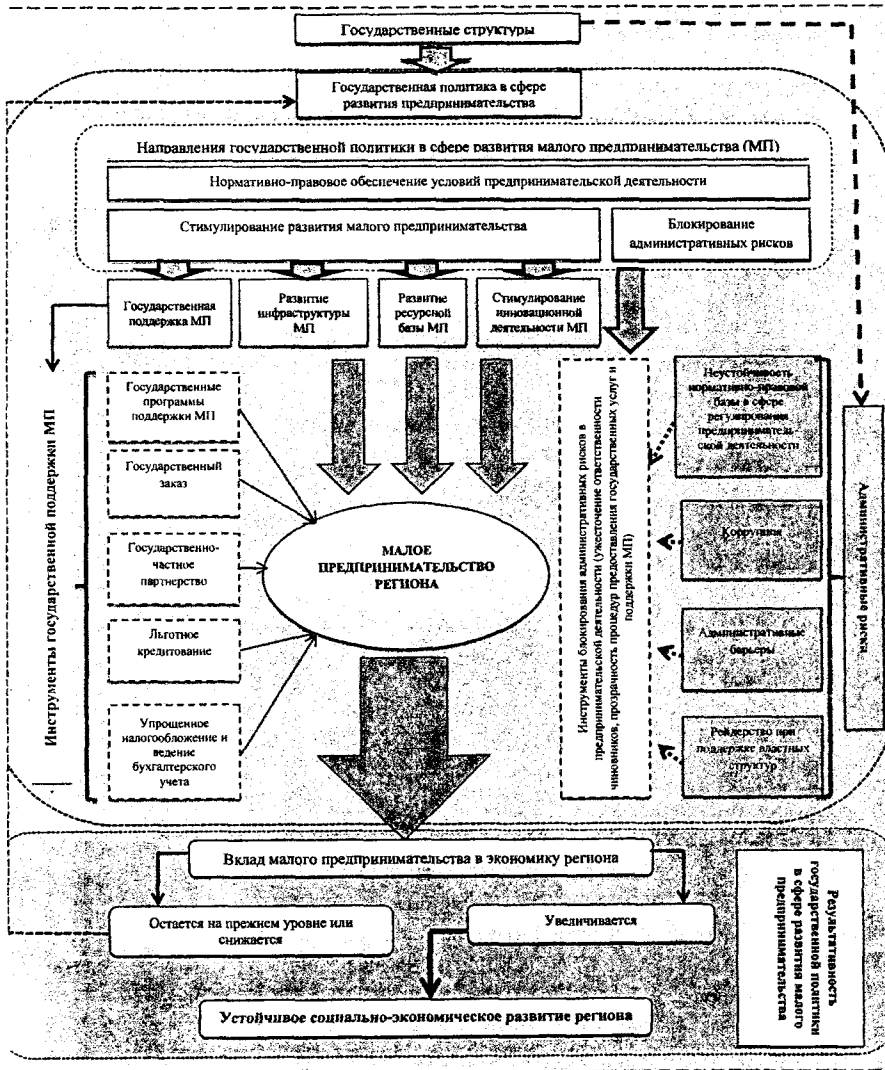 Государственные структуры
Государственная политика в сфере
развития предпринимательства
Направления государственной политики в сфере развития малого предпринимательства (МП)
Нормативно-правовое обеспечение условий предпринимательской деятельности
Стимулирование развития малого предпринимательства
Блокирование
административных рисков
Государственная
поддержка МП
Развитие
инфраструктуры
МП
Развитие
ресурсной
базы МП
Стимулирование
инновационной
деятельности МП
Инструменты государственной поддержки МП
Государственные
программы
поддержки МП
Государственный
заказ
Государственно-
частное
партнерство
Льготное
кредитование
Упрощенное
налогообложение и
ведение
бухгалтерского
учета
МАЛОЕ
ПРЕДПРИНИМАТЕЛЬСТВО
РЕГИОНА
Инструменты блокирования административных рисков в
предпринимательской деятельности (ужесточение ответственности
чиновников, прозрачность процедур предоставления государственных услуг и
поддержки МП)
Неустойчивость
нормативно-правовой
базы в сфере
регулирования
предприниматель
ской деятельности
Коррупция
Административные
барьеры
Рейдерство при
поддержке властных
структур
Административные риски
Вклад малого предпринимательства в экономику региона
Остается на прежнем уровне или
снижается
Увеличивается
Устойчивое социально-экономическое развитие региона
Результативность
государственной политики
в сфере развития малого
предпринимательства